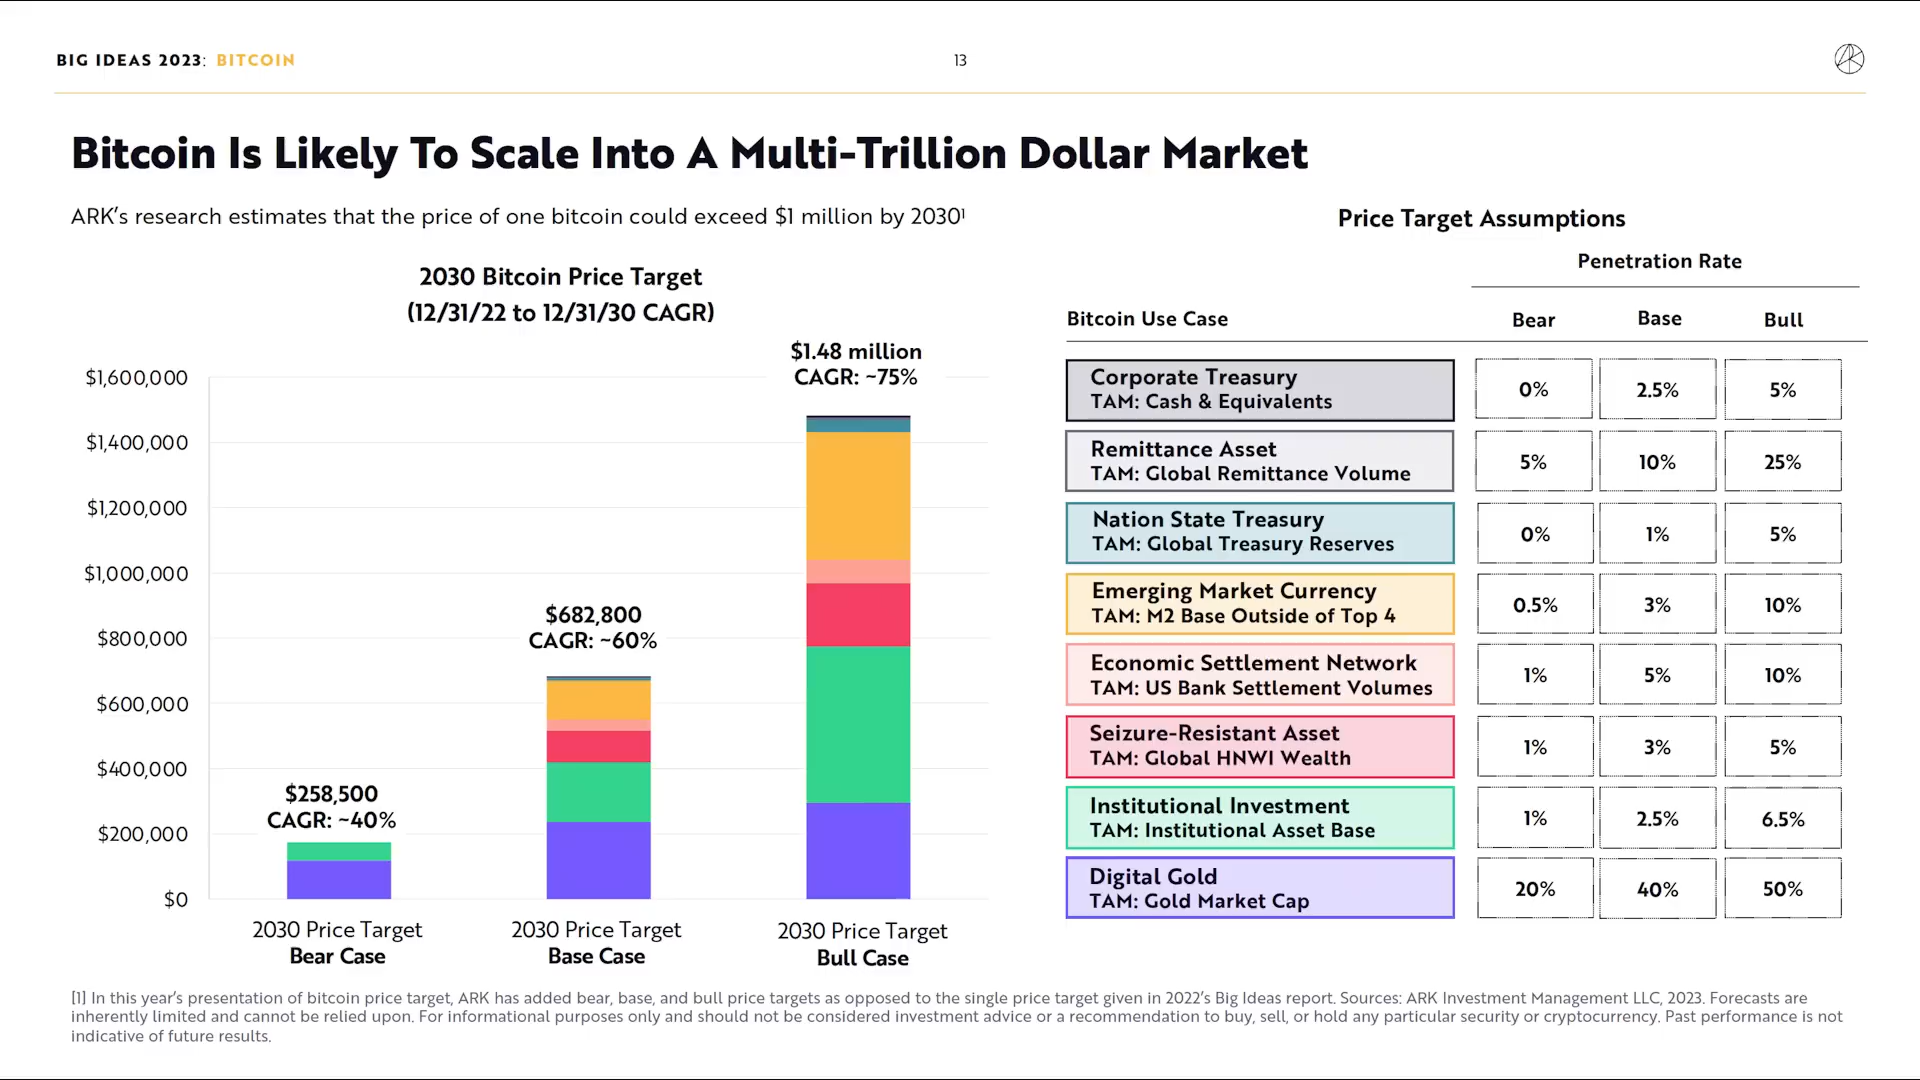 BIG IDEAS 2023: BITCOIN
13
Bitcoin Is Likely To Scale Into A Multi-Trillion Dollar Market
ARK's research estimates that the price of one bitcoin could exceed $1 million by 2030¹
2030 Bitcoin Price Target
(12/31/22 to 12/31/30 CAGR)
$1,600,000
$1,400,000
$1,200,000
$1,000,000
$800,000
$600,000
$400,000
$200,000
$0
$258,500
CAGR: ~40%
$682,800
CAGR: ~60%
$1.48 million
CAGR: ~75%
2030 Price Target
Bear Case
2030 Price Target
Base Case
2030 Price Target
Bull Case
Price Target Assumptions
Penetration Rate
Bitcoin Use Case Bear Base Bull
Corporate Treasury
TAM: Cash & Equivalents
0% 2.5% 5%
Remittance Asset
TAM: Global Remittance Volume
5% 10% 25%
Nation State Treasury
TAM: Global Treasury Reserves
0% 1% 5%
Emerging Market Currency
TAM: M2 Base Outside of Top 4
0.5% 3% 10%
Economic Settlement Network
TAM: US Bank Settlement Volumes
1% 5% 10%
Seizure-Resistant Asset
TAM: Global HNWI Wealth
1% 3% 5%
Institutional Investment
TAM: Institutional Asset Base
1% 2.5% 6.5%
Digital Gold
TAM: Gold Market Cap
20% 40% 50%
[1] In this year's presentation of bitcoin price target, ARK has added bear, base, and bull price targets as opposed to the single price target given in 2022's Big Ideas report. Sources: ARK Investment Management LLC, 2023. Forecasts are
inherently limited and cannot be relied upon. For informational purposes only and should not be considered investment advice or a recommendation to buy, sell, or hold any particular security or cryptocurrency. Past performance is not
indicative of future results.